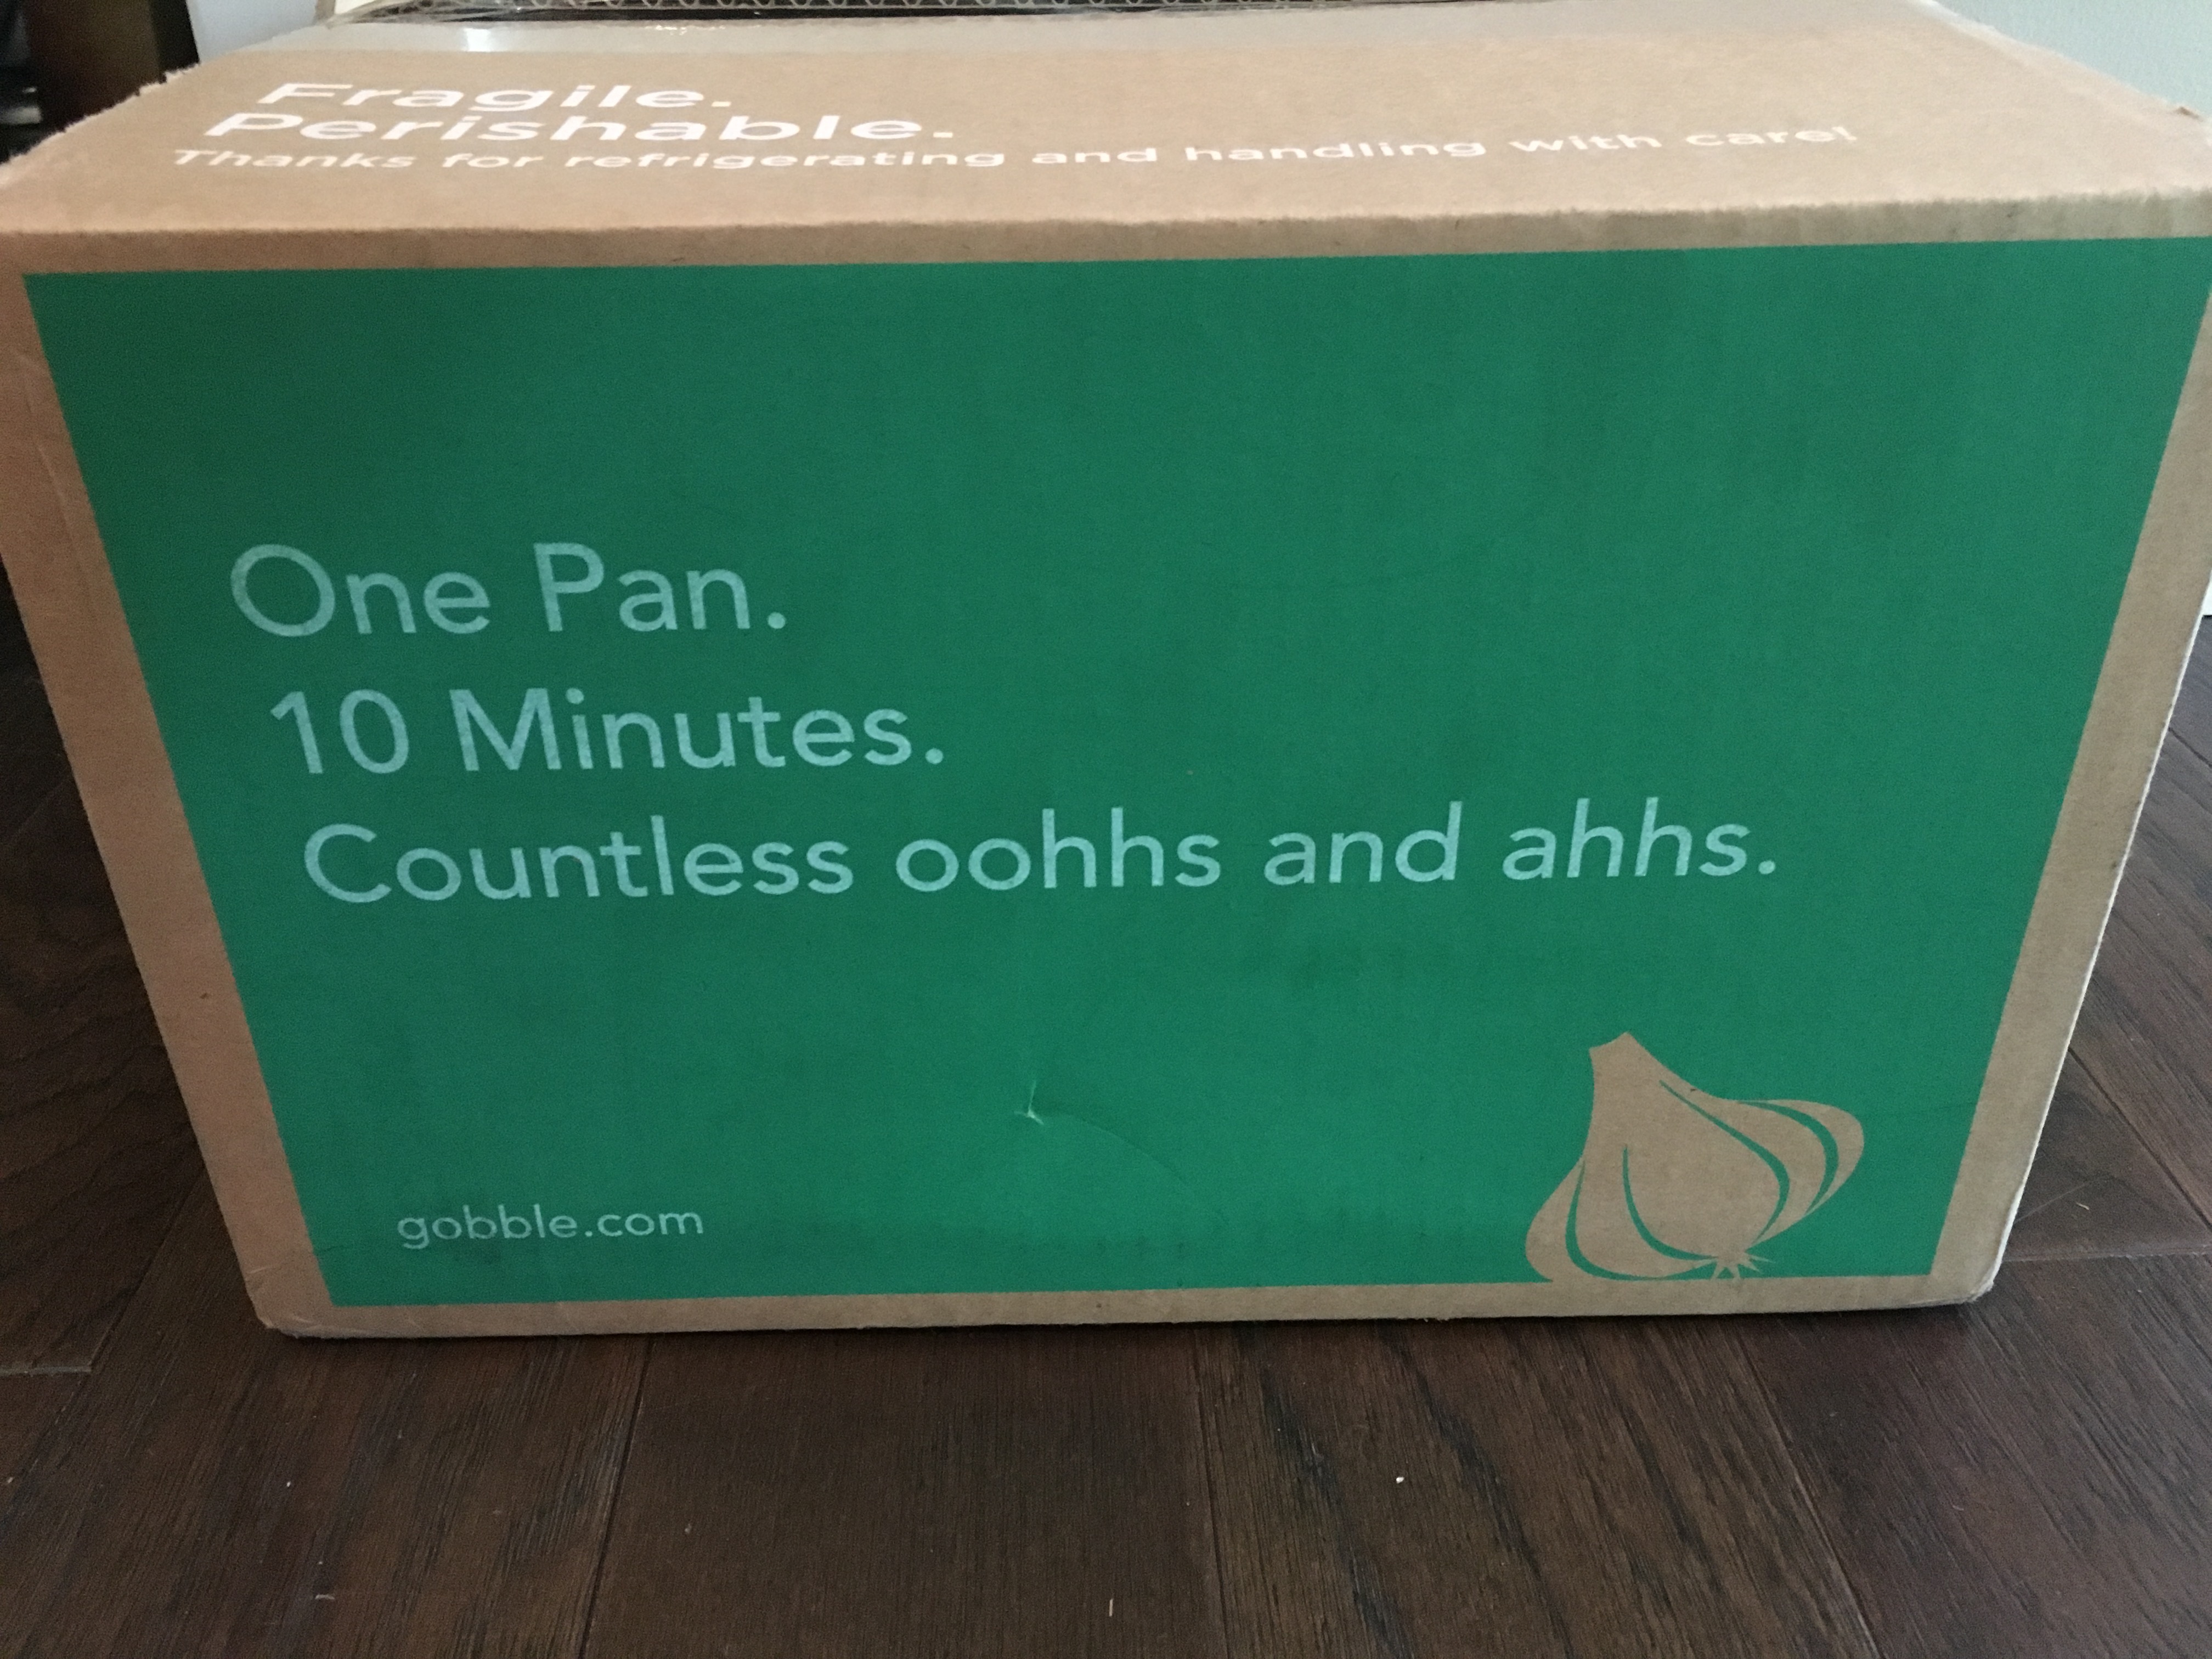 Fragile.
Perishable.
Thanks for refrigerating and handling with care!
One Pan.
10 Minutes.
Countless oohhs and ahhs.
gobble.com